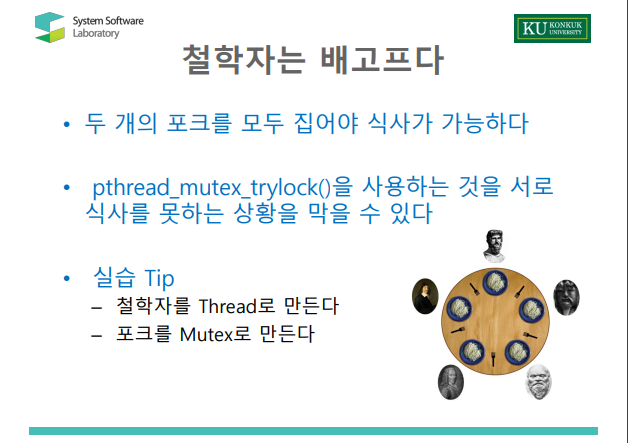 System Software
Laboratory
KU KONKUK
UNIVERSITY
철학자는 배고프다
• 두 개의 포크를 모두 집어야 식사가 가능하다
• pthread_mutex_trylock()을 사용하는 것을 서로
식사를 못하는 상황을 막을 수 있다
• 실습 Tip
– 철학자를 Thread로 만든다
– 포크를 Mutex로 만든다